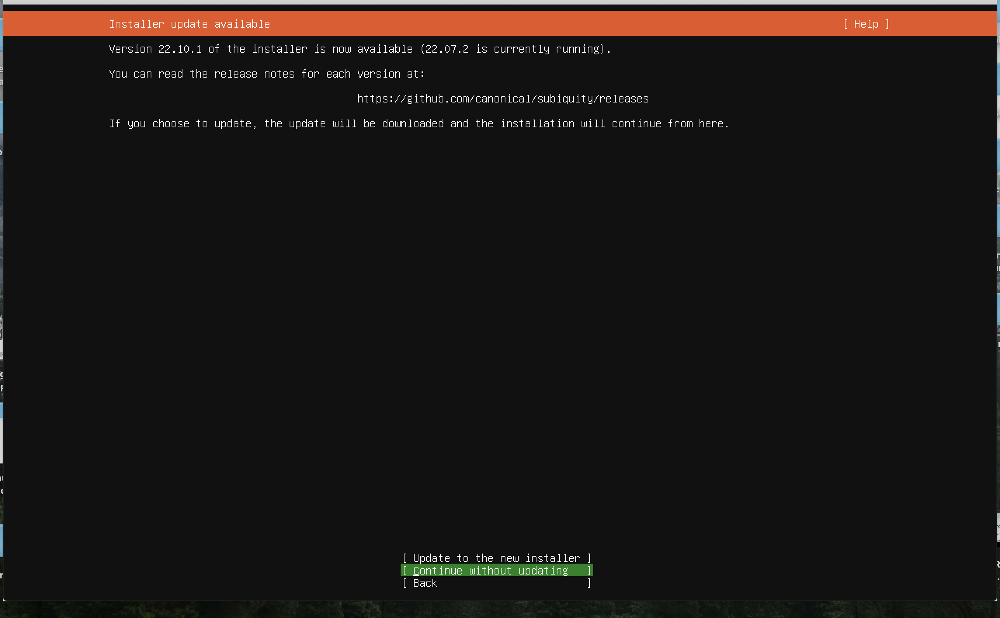 Installer update available [ Help ]
Version 22.10.1 of the installer is now available (22.07.2 is currently running).
You can read the release notes for each version at:
https://github.com/canonical/subiquity/releases
If you choose to update, the update will be downloaded and the installation will continue from here.
[ Update to the new installer ]
[ Continue without updating ]
[ Back ]